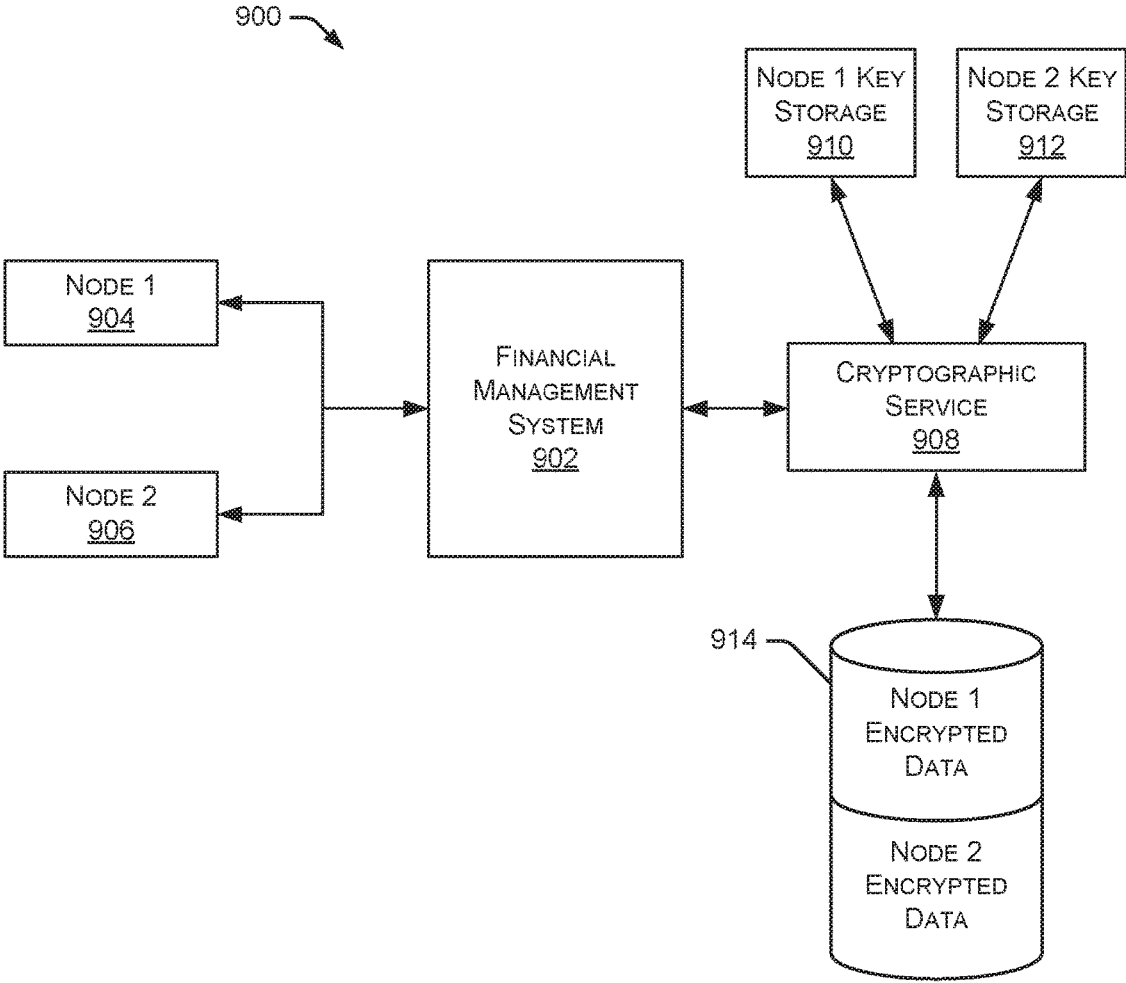 900
NODE 1 KEY
STORAGE
910
NODE 2 KEY
STORAGE
912
NODE 1
904
NODE 2
906
FINANCIAL
MANAGEMENT
SYSTEM
902
CRYPTOGRAPHIC
SERVICE
908
914
NODE 1
ENCRYPTED
DATA
NODE 2
ENCRYPTED
DATA